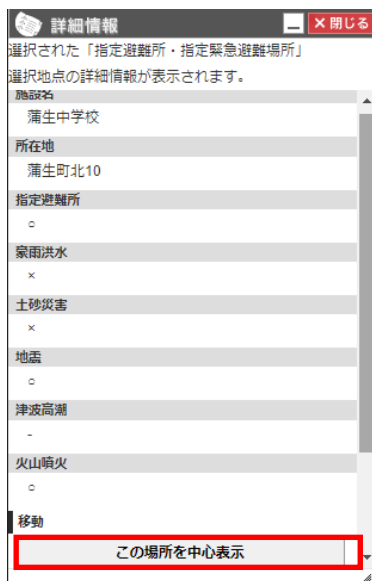 詳細情報
×閉じる
選択された「指定避難所・指定緊急避難場所」
選択地点の詳細情報が表示されます。
施設名
蒲生中学校
所在地
蒲生町北10
指定避難所
○
豪雨洪水
×
土砂災害
×
地震
○
津波高潮
-
火山噴火
○
移動
この場所を中心表示